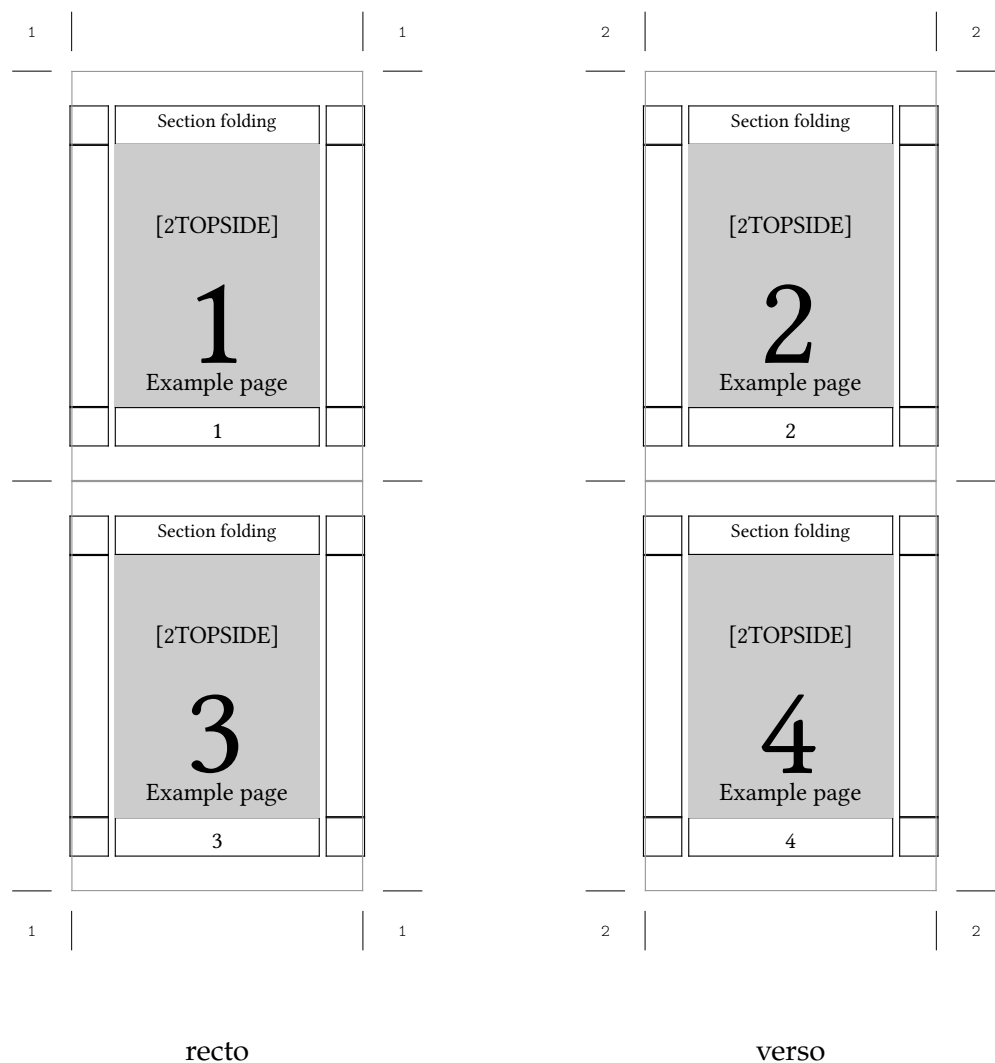 1 1 2 2
Section folding Section folding
[2TOPSIDE] [2TOPSIDE]
1 2
Example page Example page
1 2
Section folding Section folding
[2TOPSIDE] [2TOPSIDE]
3 4
Example page Example page
3 4
1 1 2 2
recto verso